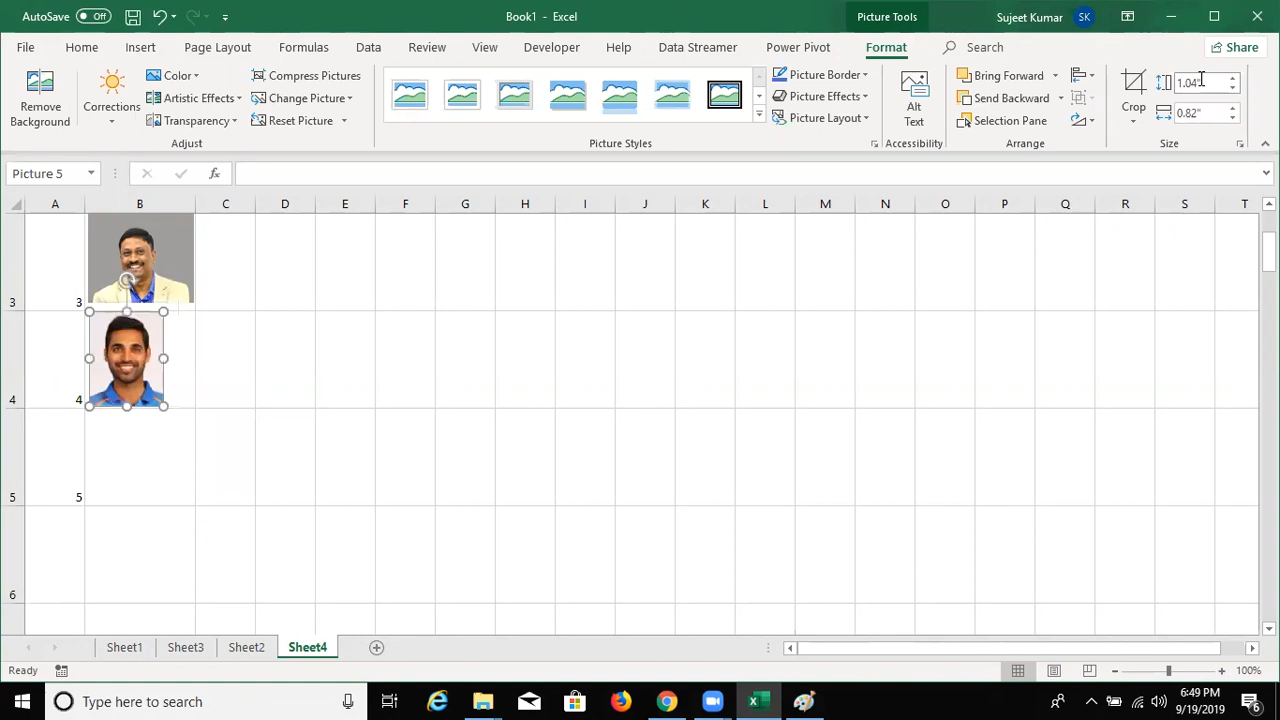 AutoSave Off Book1 - Excel Picture Tools Sujeet Kumar SK
File Home Insert Page Layout Formulas Data Review View Developer Help Data Streamer Power Pivot Format Search Share
Remove Background
Corrections
Color
Artistic Effects
Transparency
Compress Pictures
Change Picture
Reset Picture
Adjust
Picture Border
Picture Effects
Picture Layout
Picture Styles
Alt Text
Accessibility
Bring Forward
Send Backward
Selection Pane
Arrange
Crop
1.04"
0.82"
Size
Picture 5 fx
A B C D E F G H I J K L M N O P Q R S T
3 3
4 4
5 5
6
Sheet1 Sheet3 Sheet2 Sheet4
Ready 100%
Type here to search
6:49 PM
9/19/2019
6